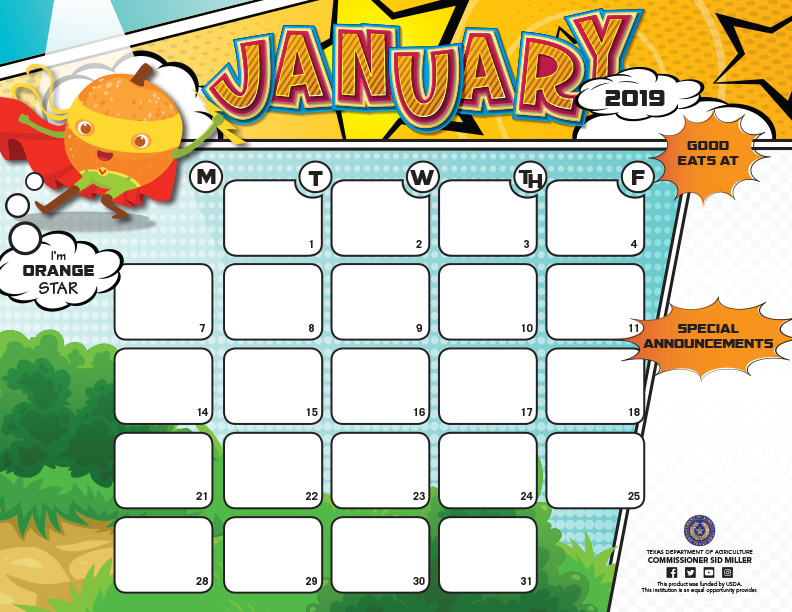 JANUARY
2019
GOOD
EATS AT
M T W TH F
I'm
ORANGE
STAR
1 2 3 4
7 8 9 10 11
SPECIAL
ANNOUNCEMENTS
14 15 16 17 18
21 22 23 24 25
28 29 30 31
TEXAS DEPARTMENT OF AGRICULTURE
COMMISSIONER SID MILLER
This product was funded by USDA.
This institution is an equal opportunity provider.